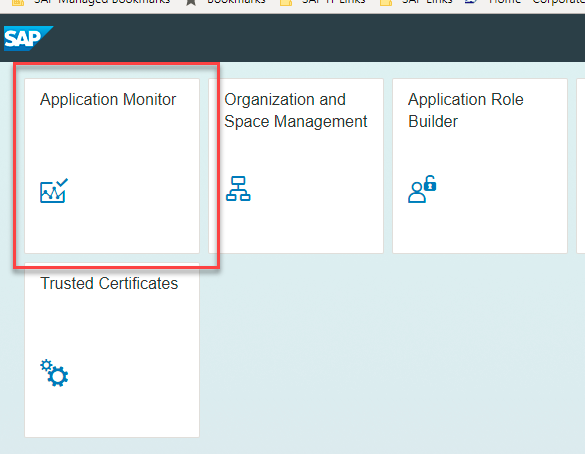 SAP Managed Bookmarks
Bookmarks
SAP IT Links
SAP Links
Home
Corporate
SAP
Application Monitor
Organization and
Space Management
Application Role
Builder
Trusted Certificates